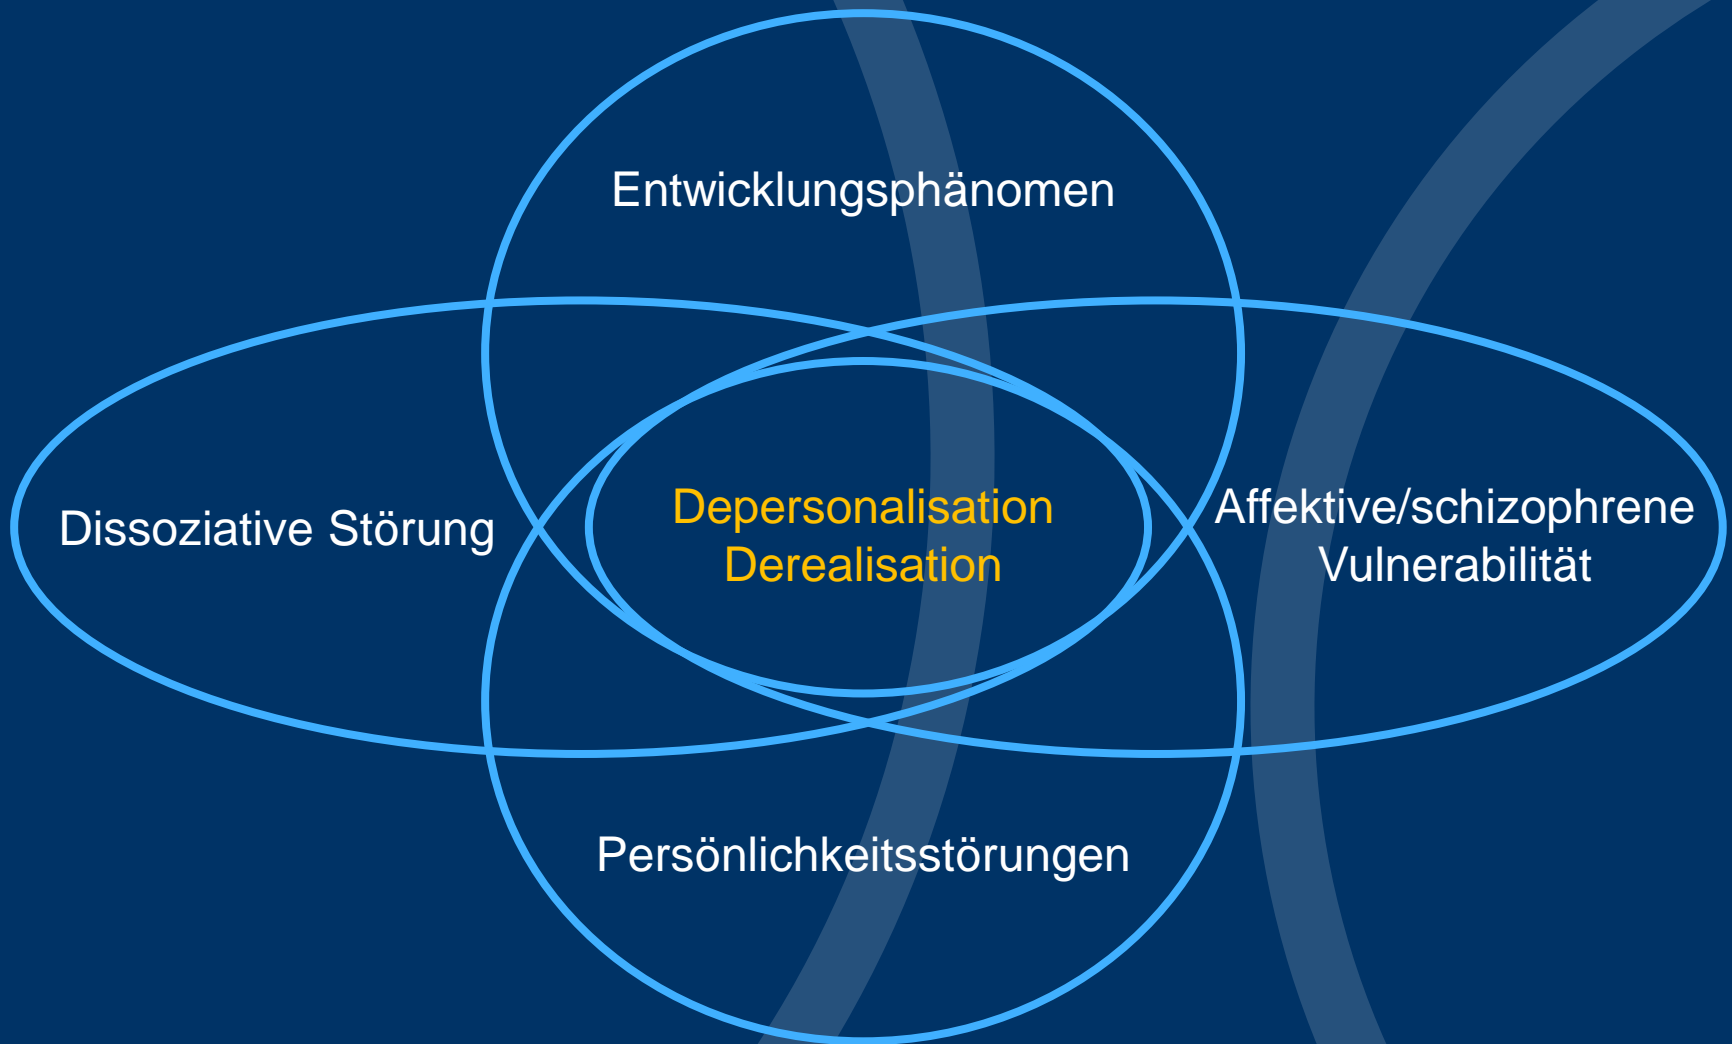 Entwicklungsphänomen
Dissoziative Störung
Depersonalisation
Derealisation
Affektive/schizophrene
Vulnerabilität
Persönlichkeitsstörungen